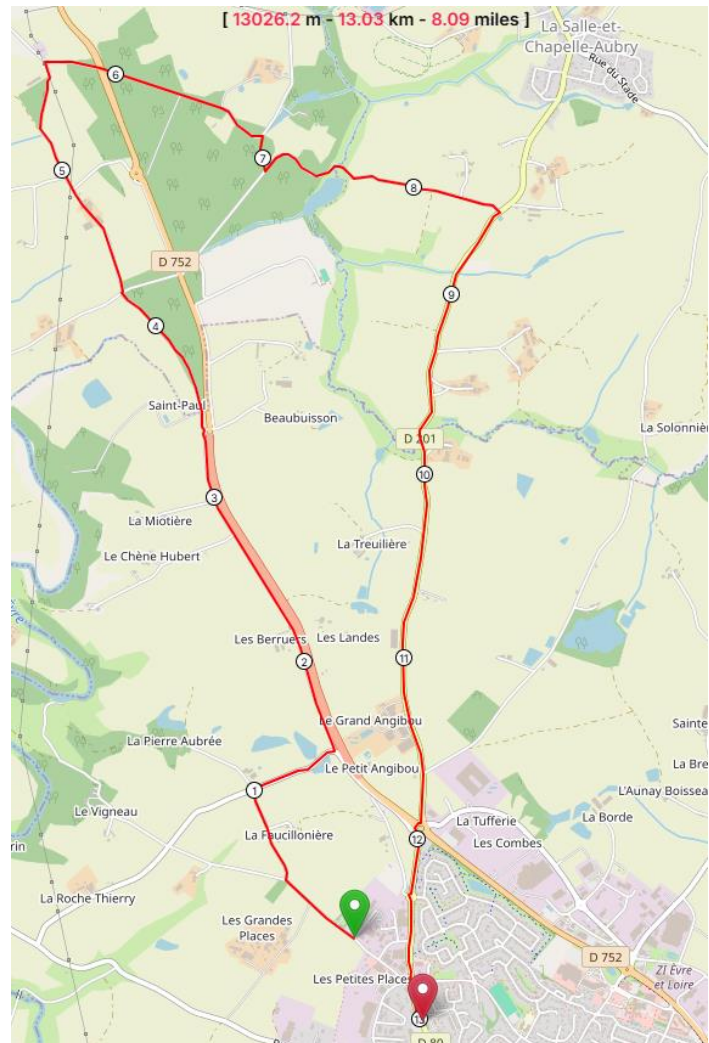 [ 13026.2 m - 13.03 km - 8.09 miles ]
La Salle-et-
Chapelle-Aubry
Rue du Stade
6
7
5
8
D 752
9
4
Saint-Paul
Beaubuisson
La Solonnièr
D 201
10
3
La Miotière
Le Chêne Hubert
La Treuilière
Èvre
Les Berruers
Les Landes
2
11
Le Grand Angibou
Sainte
La Pierre Aubrée
Le Petit Angibou
La Bre
1
L'Aunay Boisseau
Le Vigneau
La Tufferie
La Borde
La Faucillonière
12
Les Combes
rin
La Roche Thierry
Les Grandes
Places
D 752
ZI Èvre
et Loire
Les Petites Places
13
D 80